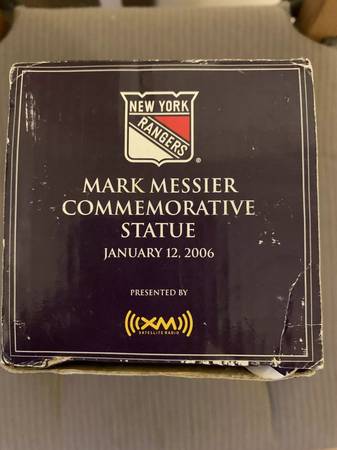 NEW YORK
RANGERS
®
MARK MESSIER
COMMEMORATIVE
STATUE
JANUARY 12, 2006
PRESENTED BY
XM
SATELLITE RADIO